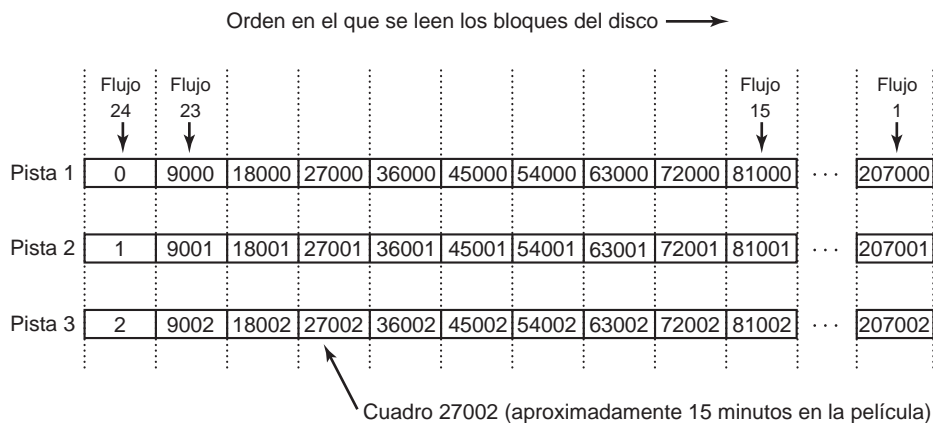 Orden en el que se leen los bloques del disco
Flujo 24 Flujo 23 Flujo 15 Flujo 1
Pista 1 0 9000 18000 27000 36000 45000 54000 63000 72000 81000 · · · 207000
Pista 2 1 9001 18001 27001 36001 45001 54001 63001 72001 81001 · · · 207001
Pista 3 2 9002 18002 27002 36002 45002 54002 63002 72002 81002 · · · 207002
Cuadro 27002 (aproximadamente 15 minutos en la película)